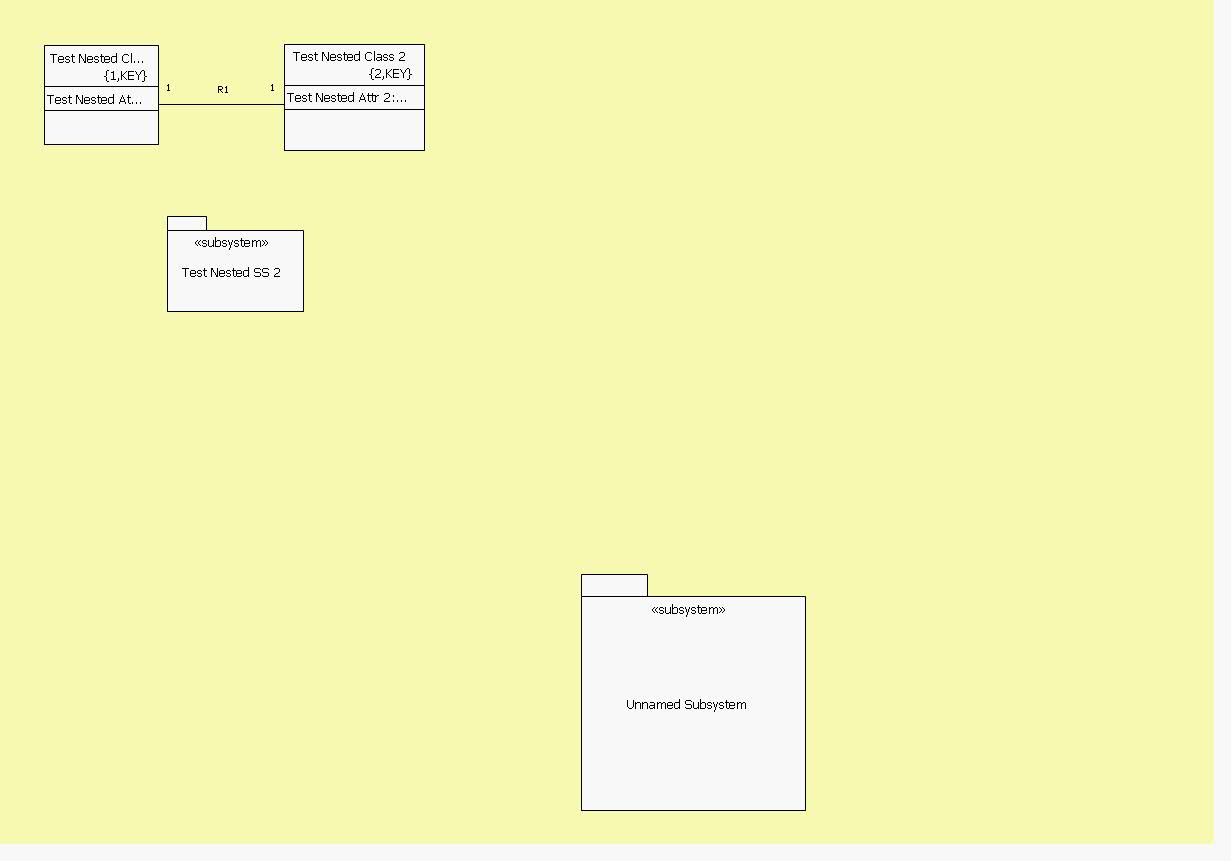 Test Nested Cl...
{1,KEY}
Test Nested At...
1
R1
1
Test Nested Class 2
{2,KEY}
Test Nested Attr 2:...
«subsystem»
Test Nested SS 2
«subsystem»
Unnamed Subsystem